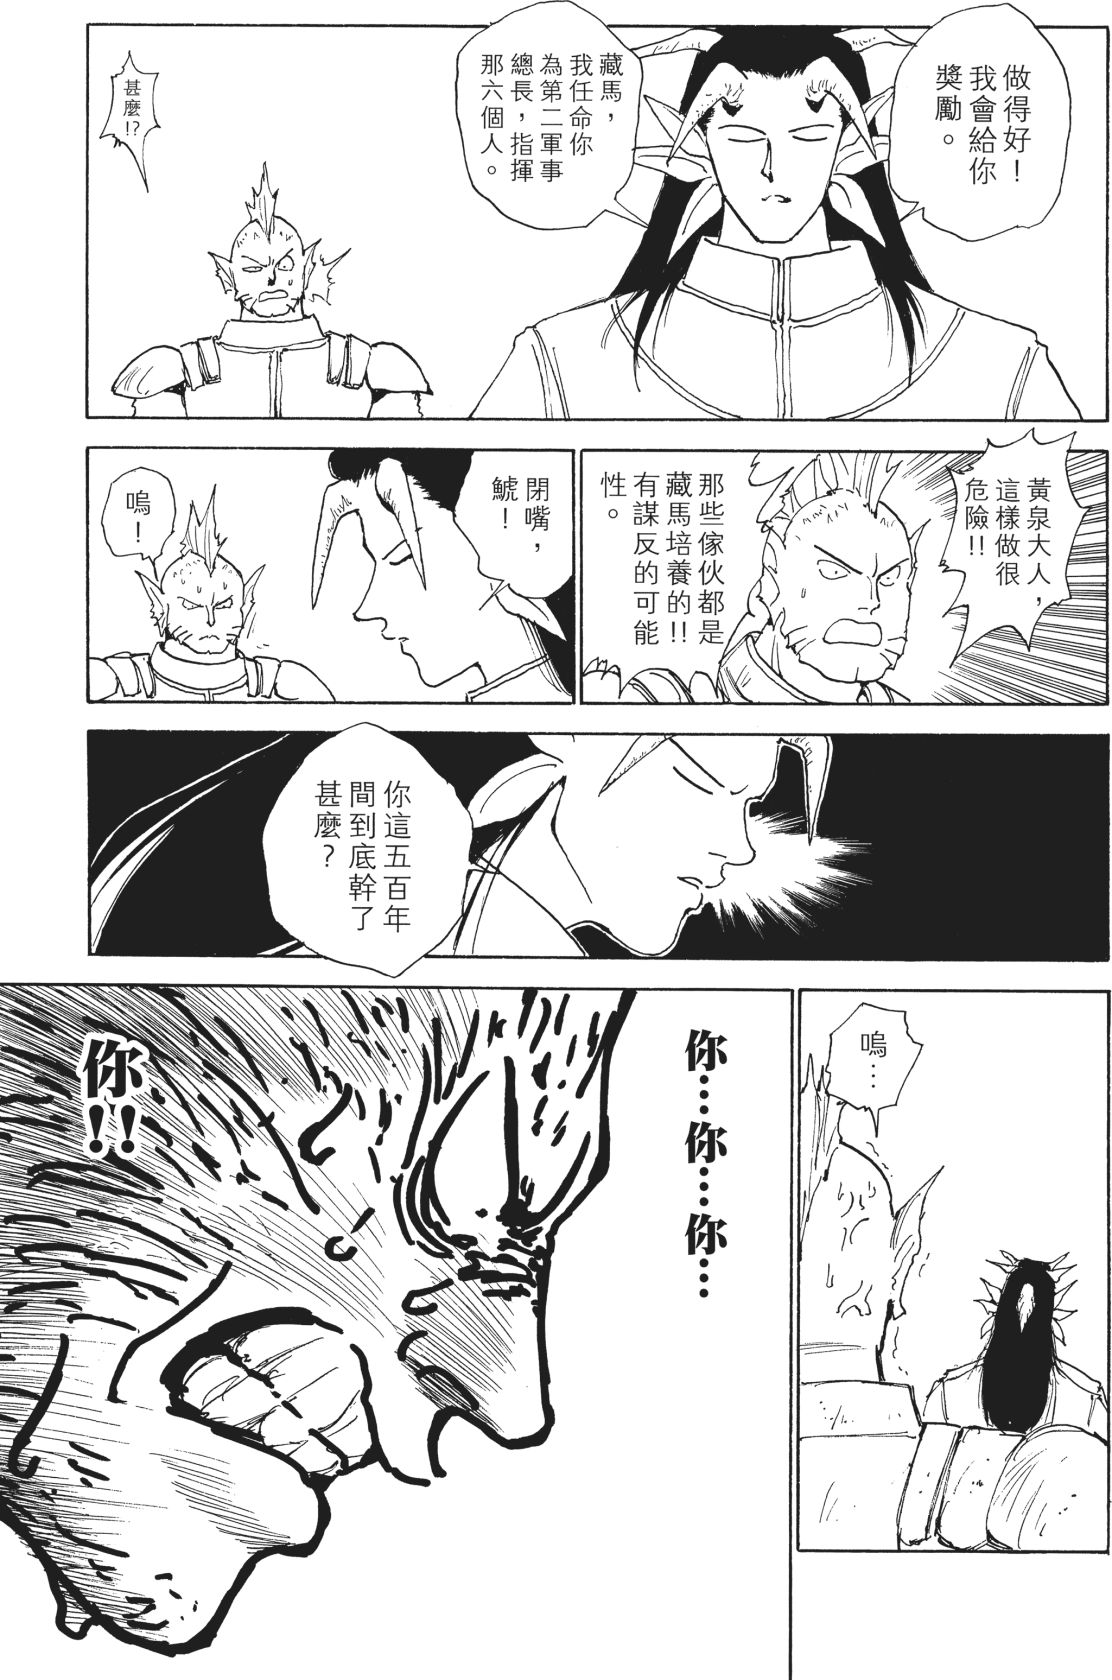 做得好！
我會給你
獎勵。
藏馬，
我任命你
為第二軍事
總長，指揮
那六個人。
甚麼!?
黃泉大人，
這樣做很
危險!!
那些傢伙都是
藏馬培養的!!
有謀反的可能
性。
閉嘴，
鯱！
嗚！
你這五百年
間到底幹了
甚麼？
嗚…
你…你…你…
你!!